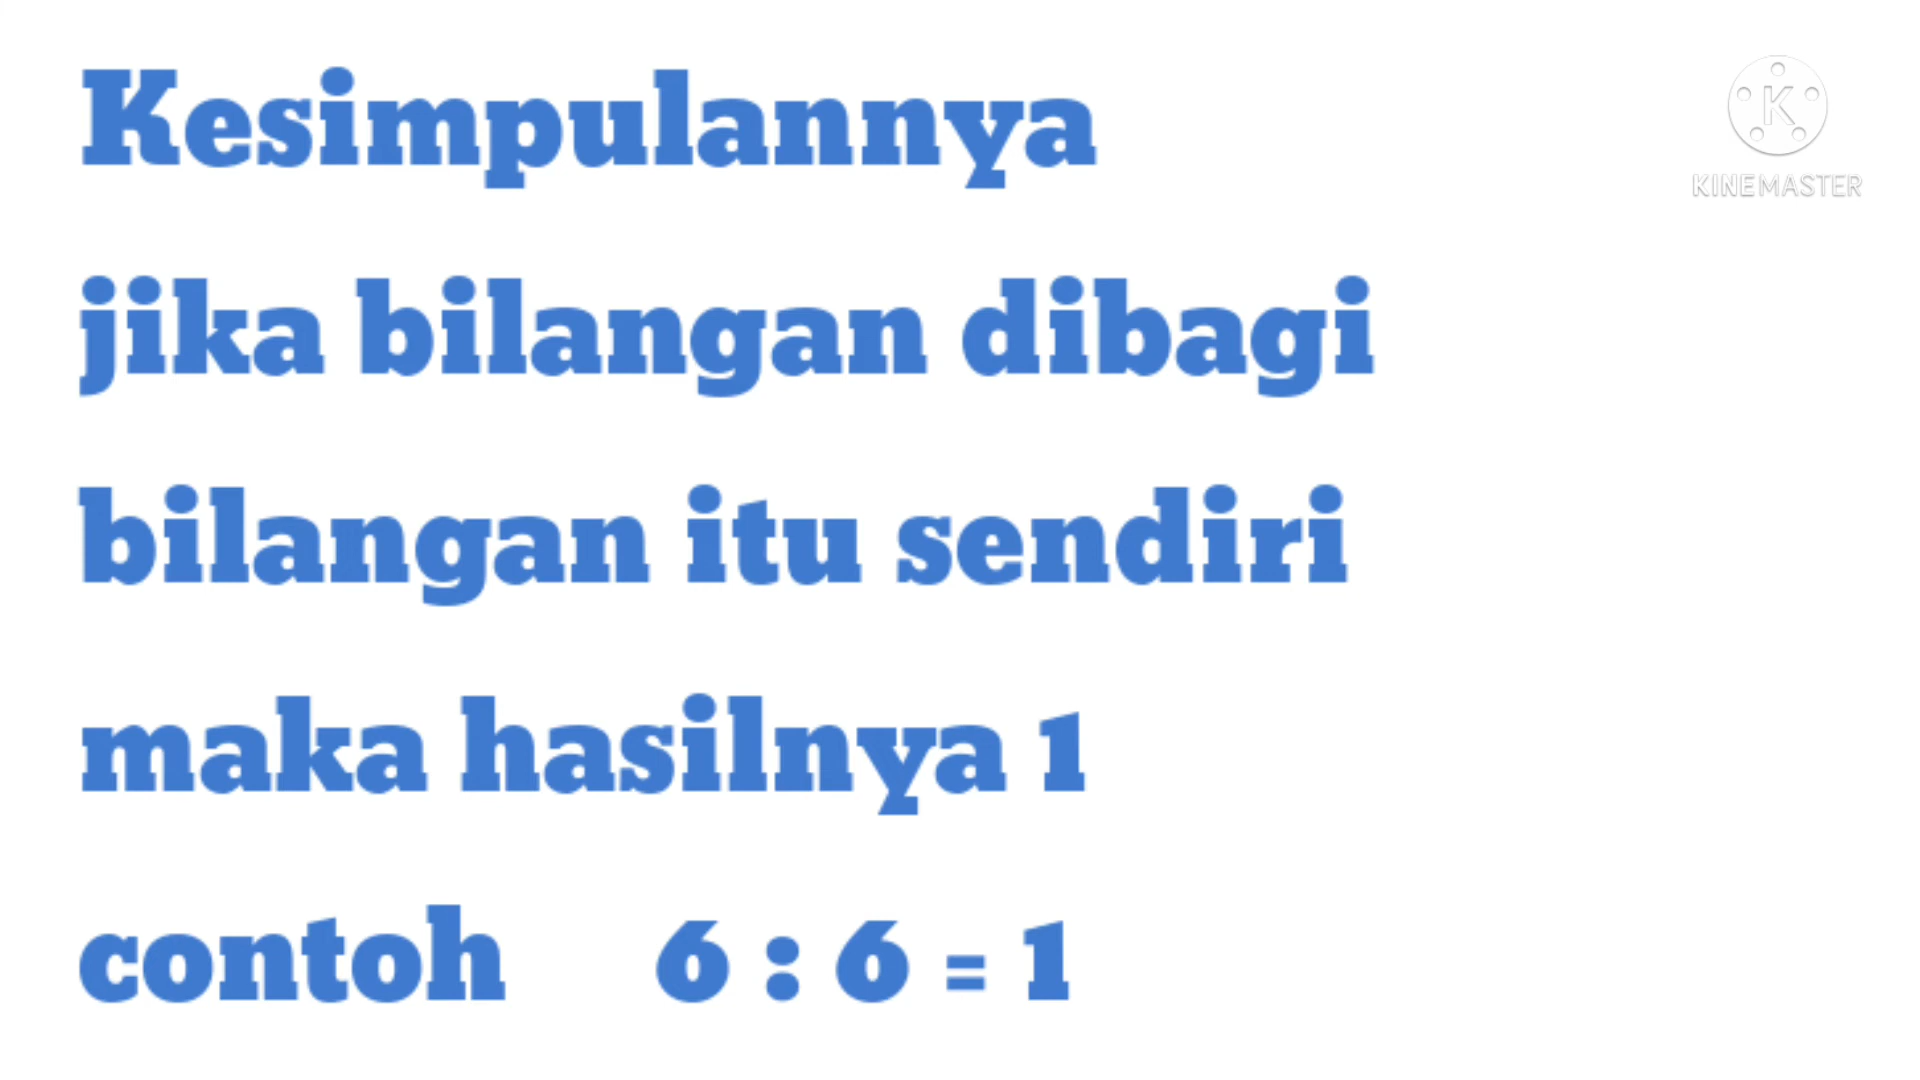 Kesimpulannya
K
KINEMASTER
jika bilangan dibagi
bilangan itu sendiri
maka hasilnya 1
contoh 6 : 6 = 1